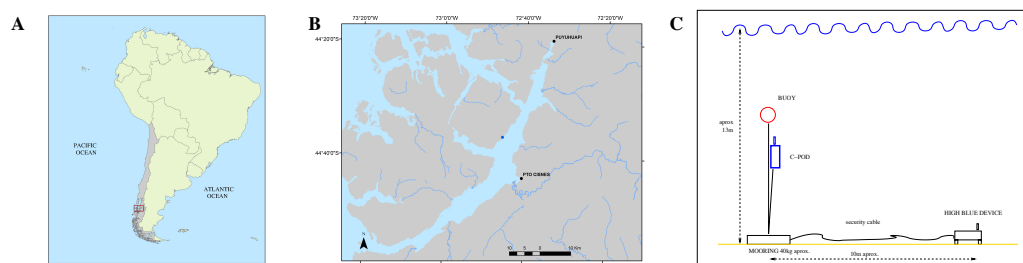 A
PACIFIC
OCEAN
ATLANTIC
OCEAN
B
73°20'0"W
73°0'0"W
72°40'0"W
72°20'0"W
44°20'0"S
44°40'0"S
PUYUHUAPI
PTO CISNES
N
10 5 0 10 Km
C
BUOY
aprox
13m
C-POD
security cable
HIGH BLUE DEVICE
MOORING 40kg aprox..
10m aprox..